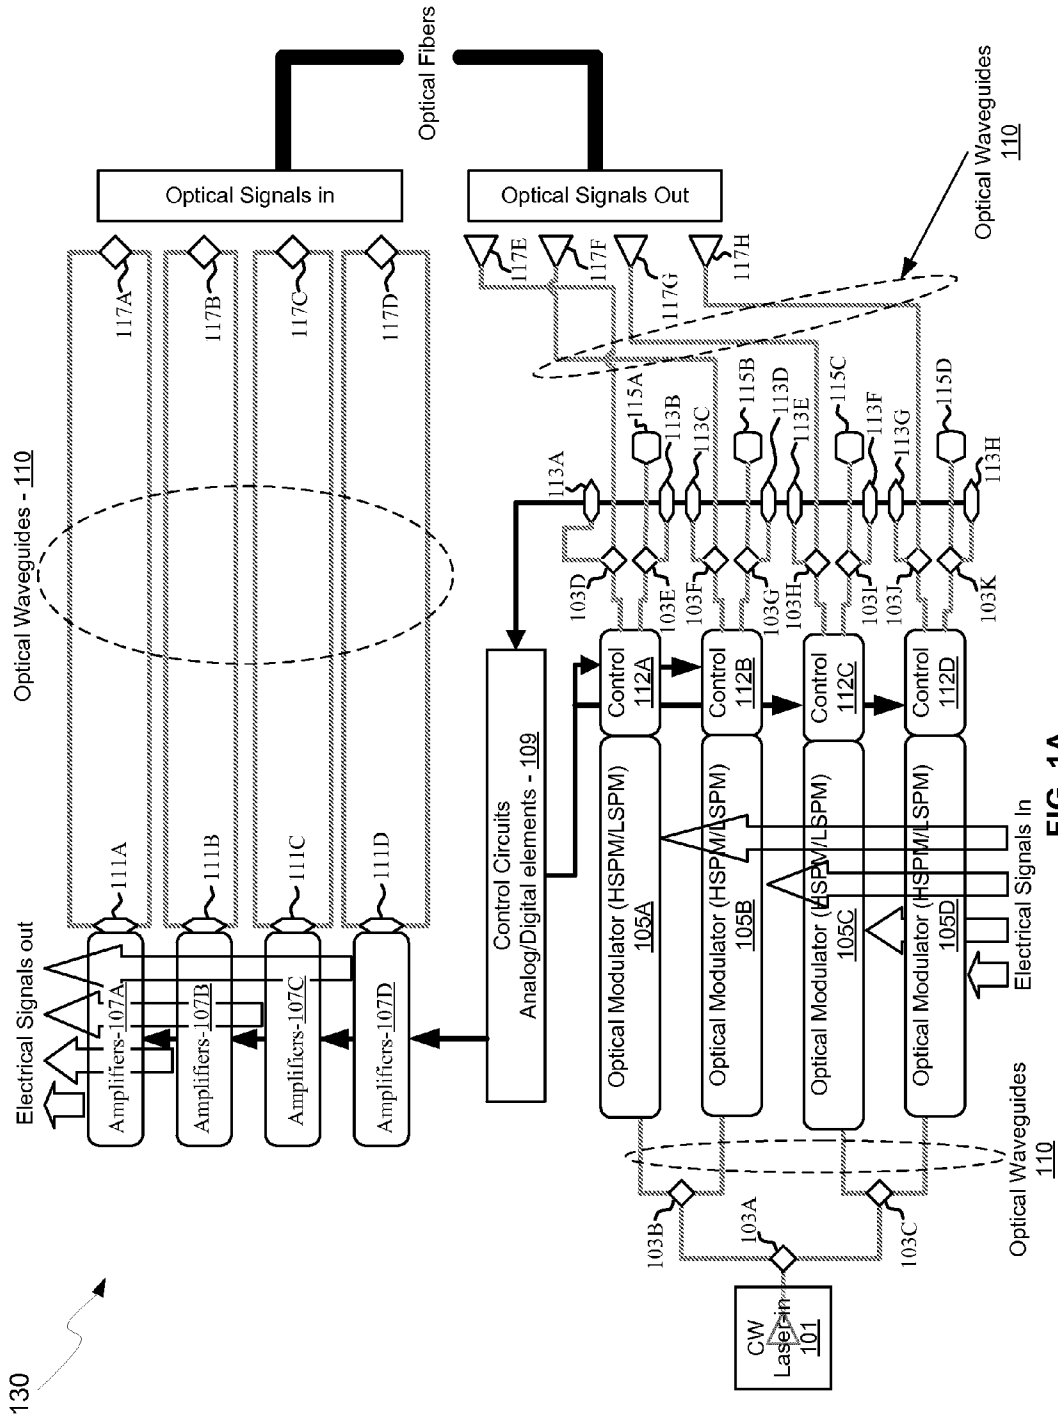 130
Electrical Signals out
Optical Waveguides - 110
Amplifiers-107A
Amplifiers-107B
Amplifiers-107C
Amplifiers-107D
111A
111B
111C
111D
117A
117B
117C
117D
Optical Signals in
Optical Fibers
Optical Signals Out
Control Circuits
Analog/Digital elements - 109
117E
117F
117G
117H
Optical Waveguides
110
CW
Laser-in
101
103A
103B
103C
Optical Waveguides
110
Optical Modulator (HSPM/LSPM)
105A
Optical Modulator (HSPM/LSPM)
105B
Optical Modulator (HSPM/LSPM)
105C
Optical Modulator (HSPM/LSPM)
105D
Electrical Signals In
Control
112A
Control
112B
Control
112C
Control
112D
103D
103E
103F
103G
103H
103I
103J
103K
113A
113B
113C
113D
113E
113F
113G
113H
115A
115B
115C
115D
FIG. 1A